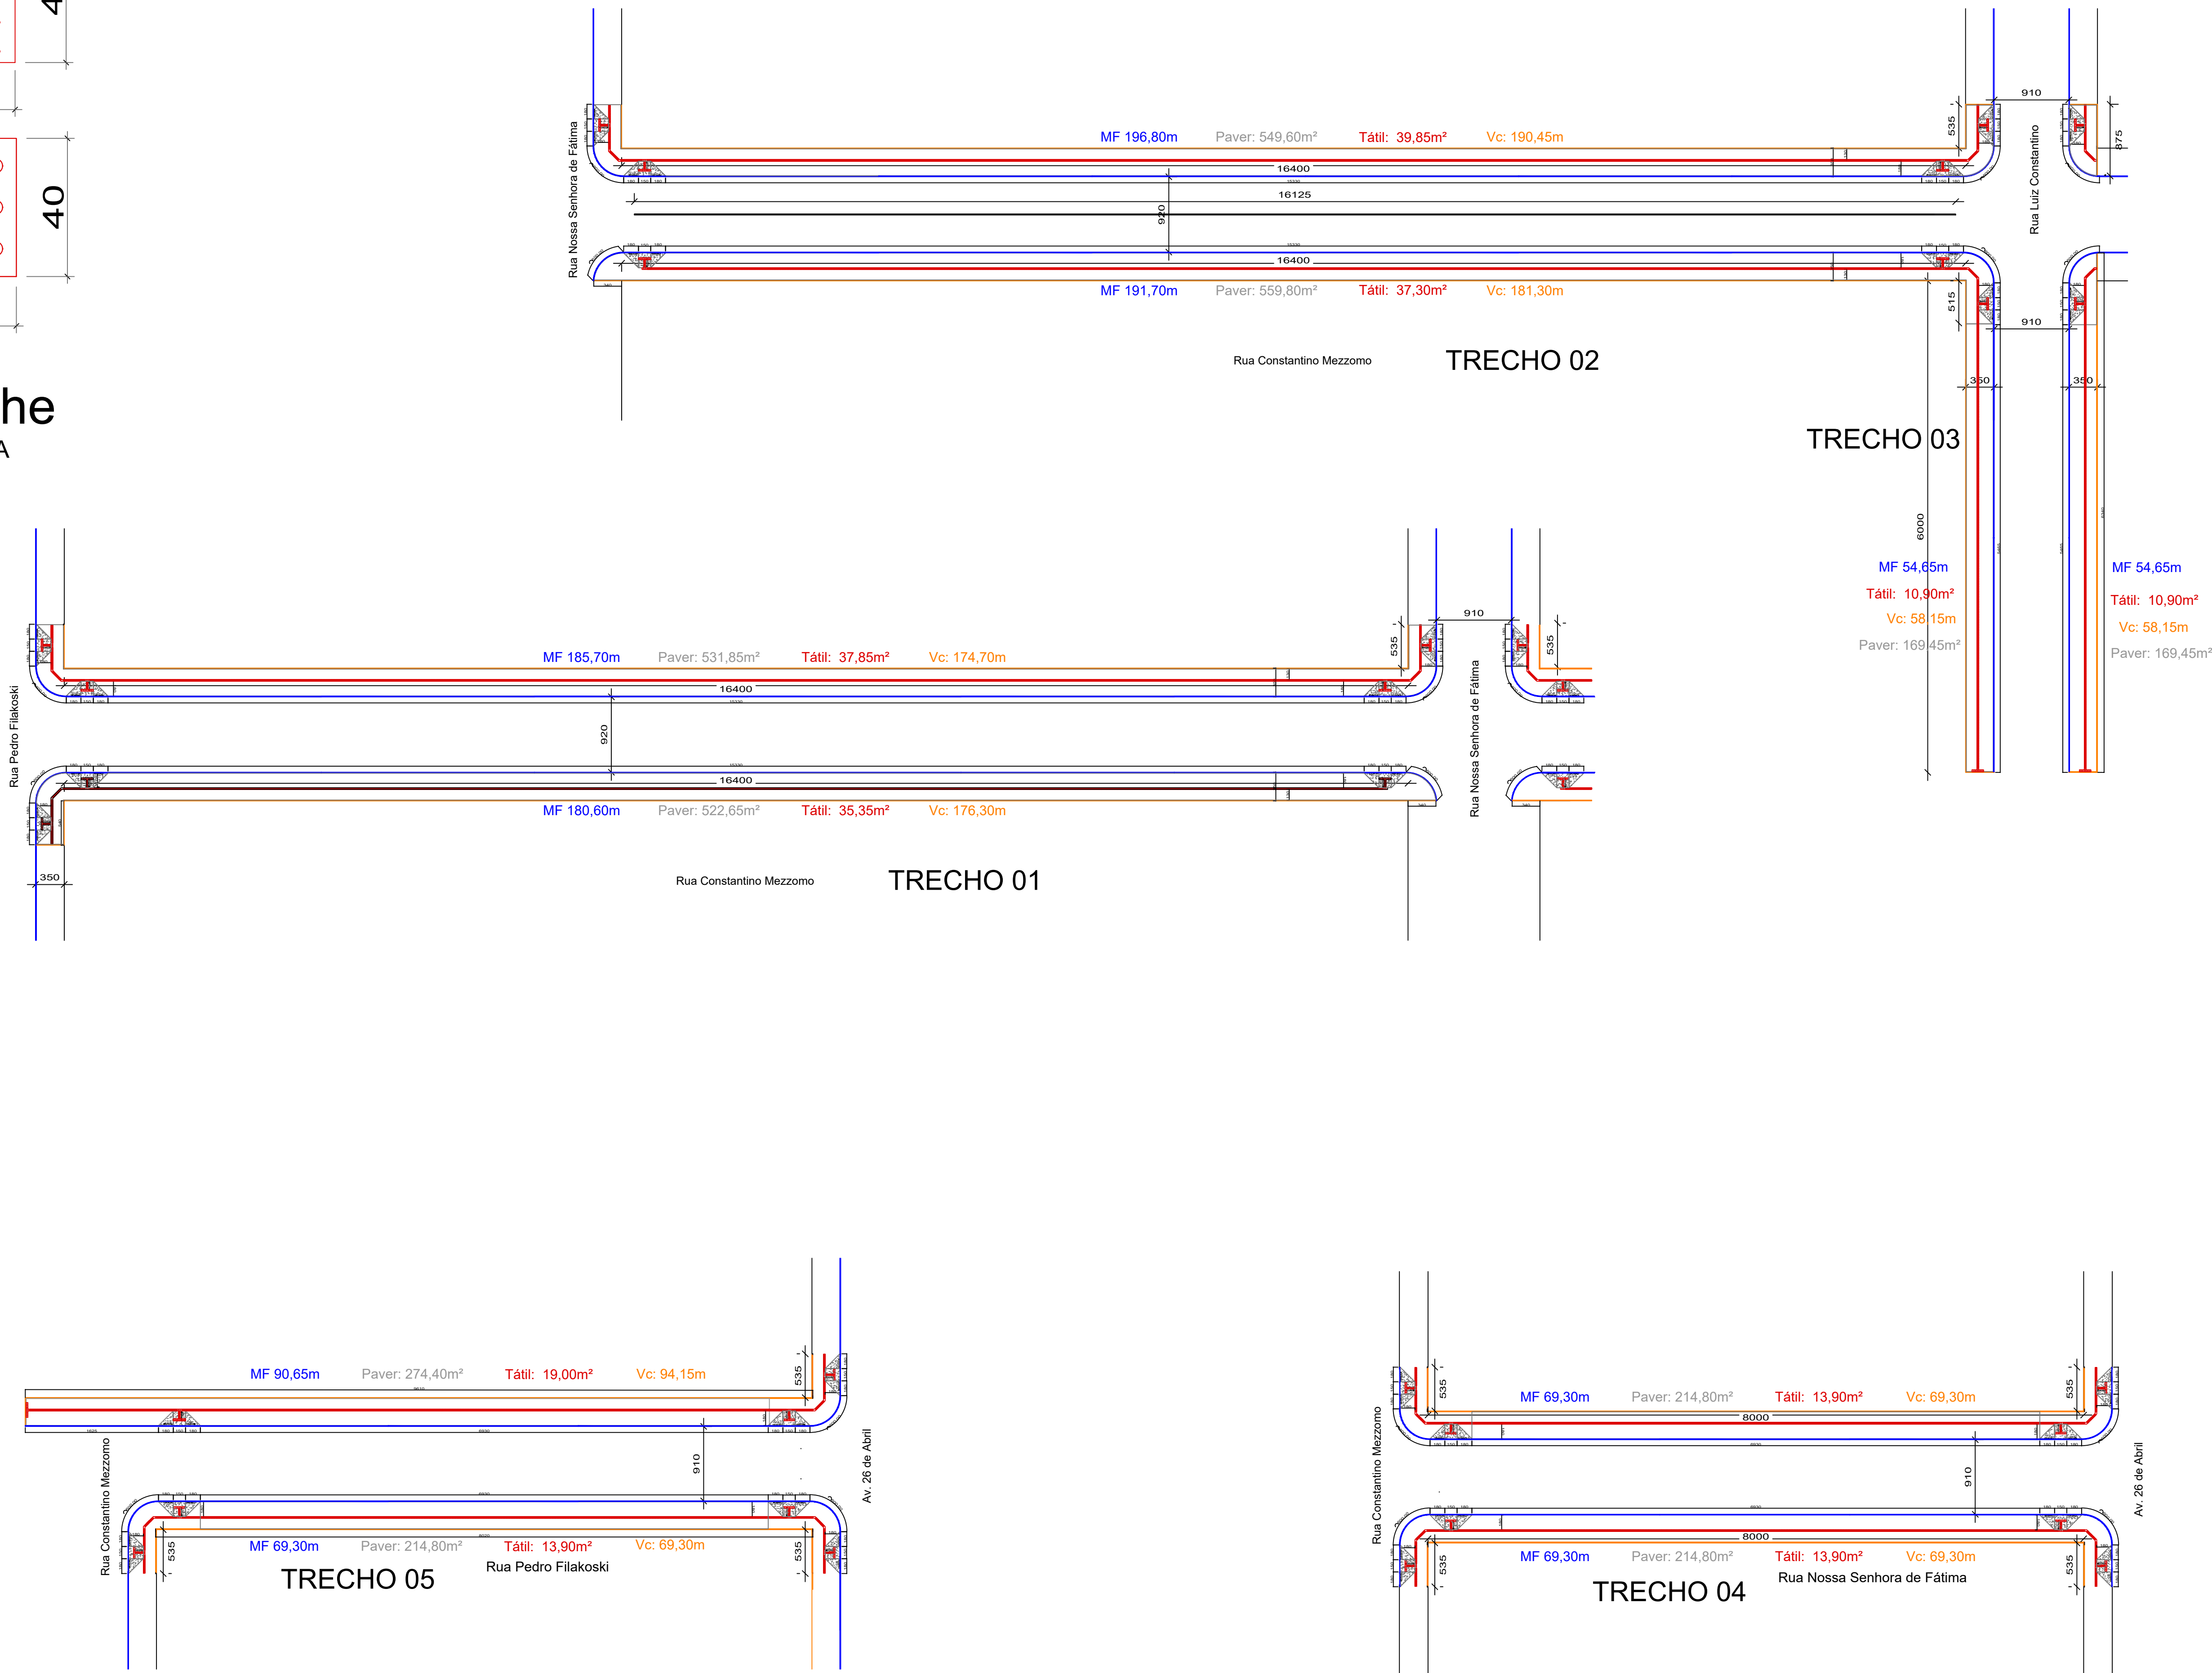 40
he
A
Rua Nossa Senhora de Fátima
MF 196,80m Paver: 549,60m² Tátil: 39,85m² Vc: 190,45m
16400
16125
920
16400
MF 191,70m Paver: 559,80m² Tátil: 37,30m² Vc: 181,30m
Rua Constantino Mezzomo TRECHO 02
910
535
875
Rua Luiz Constantino
515
910
350
350
TRECHO 03
6000
MF 54,65m
Tátil: 10,90m²
Vc: 58,15m
Paver: 169,45m²
MF 54,65m
Tátil: 10,90m²
Vc: 58,15m
Paver: 169,45m²
Rua Pedro Filakoski
MF 185,70m Paver: 531,85m² Tátil: 37,85m² Vc: 174,70m
16400
920
16400
MF 180,60m Paver: 522,65m² Tátil: 35,35m² Vc: 176,30m
350
Rua Constantino Mezzomo TRECHO 01
910
535
535
Rua Nossa Senhora de Fátima
MF 90,65m Paver: 274,40m² Tátil: 19,00m² Vc: 94,15m
535
Rua Constantino Mezzomo
910
Av. 26 de Abril
535
MF 69,30m Paver: 214,80m² Tátil: 13,90m² Vc: 69,30m
535
TRECHO 05 Rua Pedro Filakoski
535
MF 69,30m Paver: 214,80m² Tátil: 13,90m² Vc: 69,30m
535
8000
Rua Constantino Mezzomo
910
Av. 26 de Abril
8000
535
MF 69,30m Paver: 214,80m² Tátil: 13,90m² Vc: 69,30m
535
TRECHO 04 Rua Nossa Senhora de Fátima